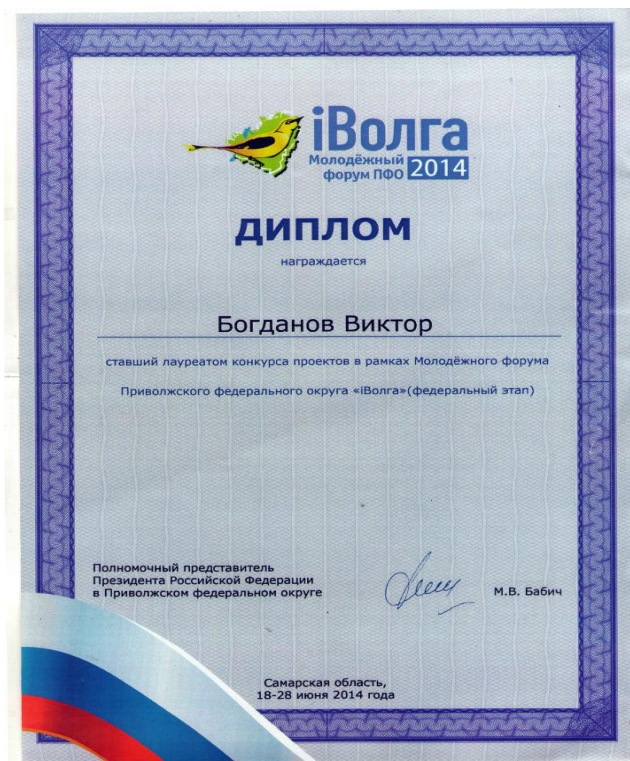 iВолга
Молодёжный
форум ПФО 2014
ДИПЛОМ
награждается
Богданов Виктор
ставший лауреатом конкурса проектов в рамках Молодёжного форума
Приволжского федерального округа «iВолга»(федеральный этап)
Полномочный представитель
Президента Российской Федерации
в Приволжском федеральном округе
М.В. Бабич
Самарская область,
18-28 июня 2014 года